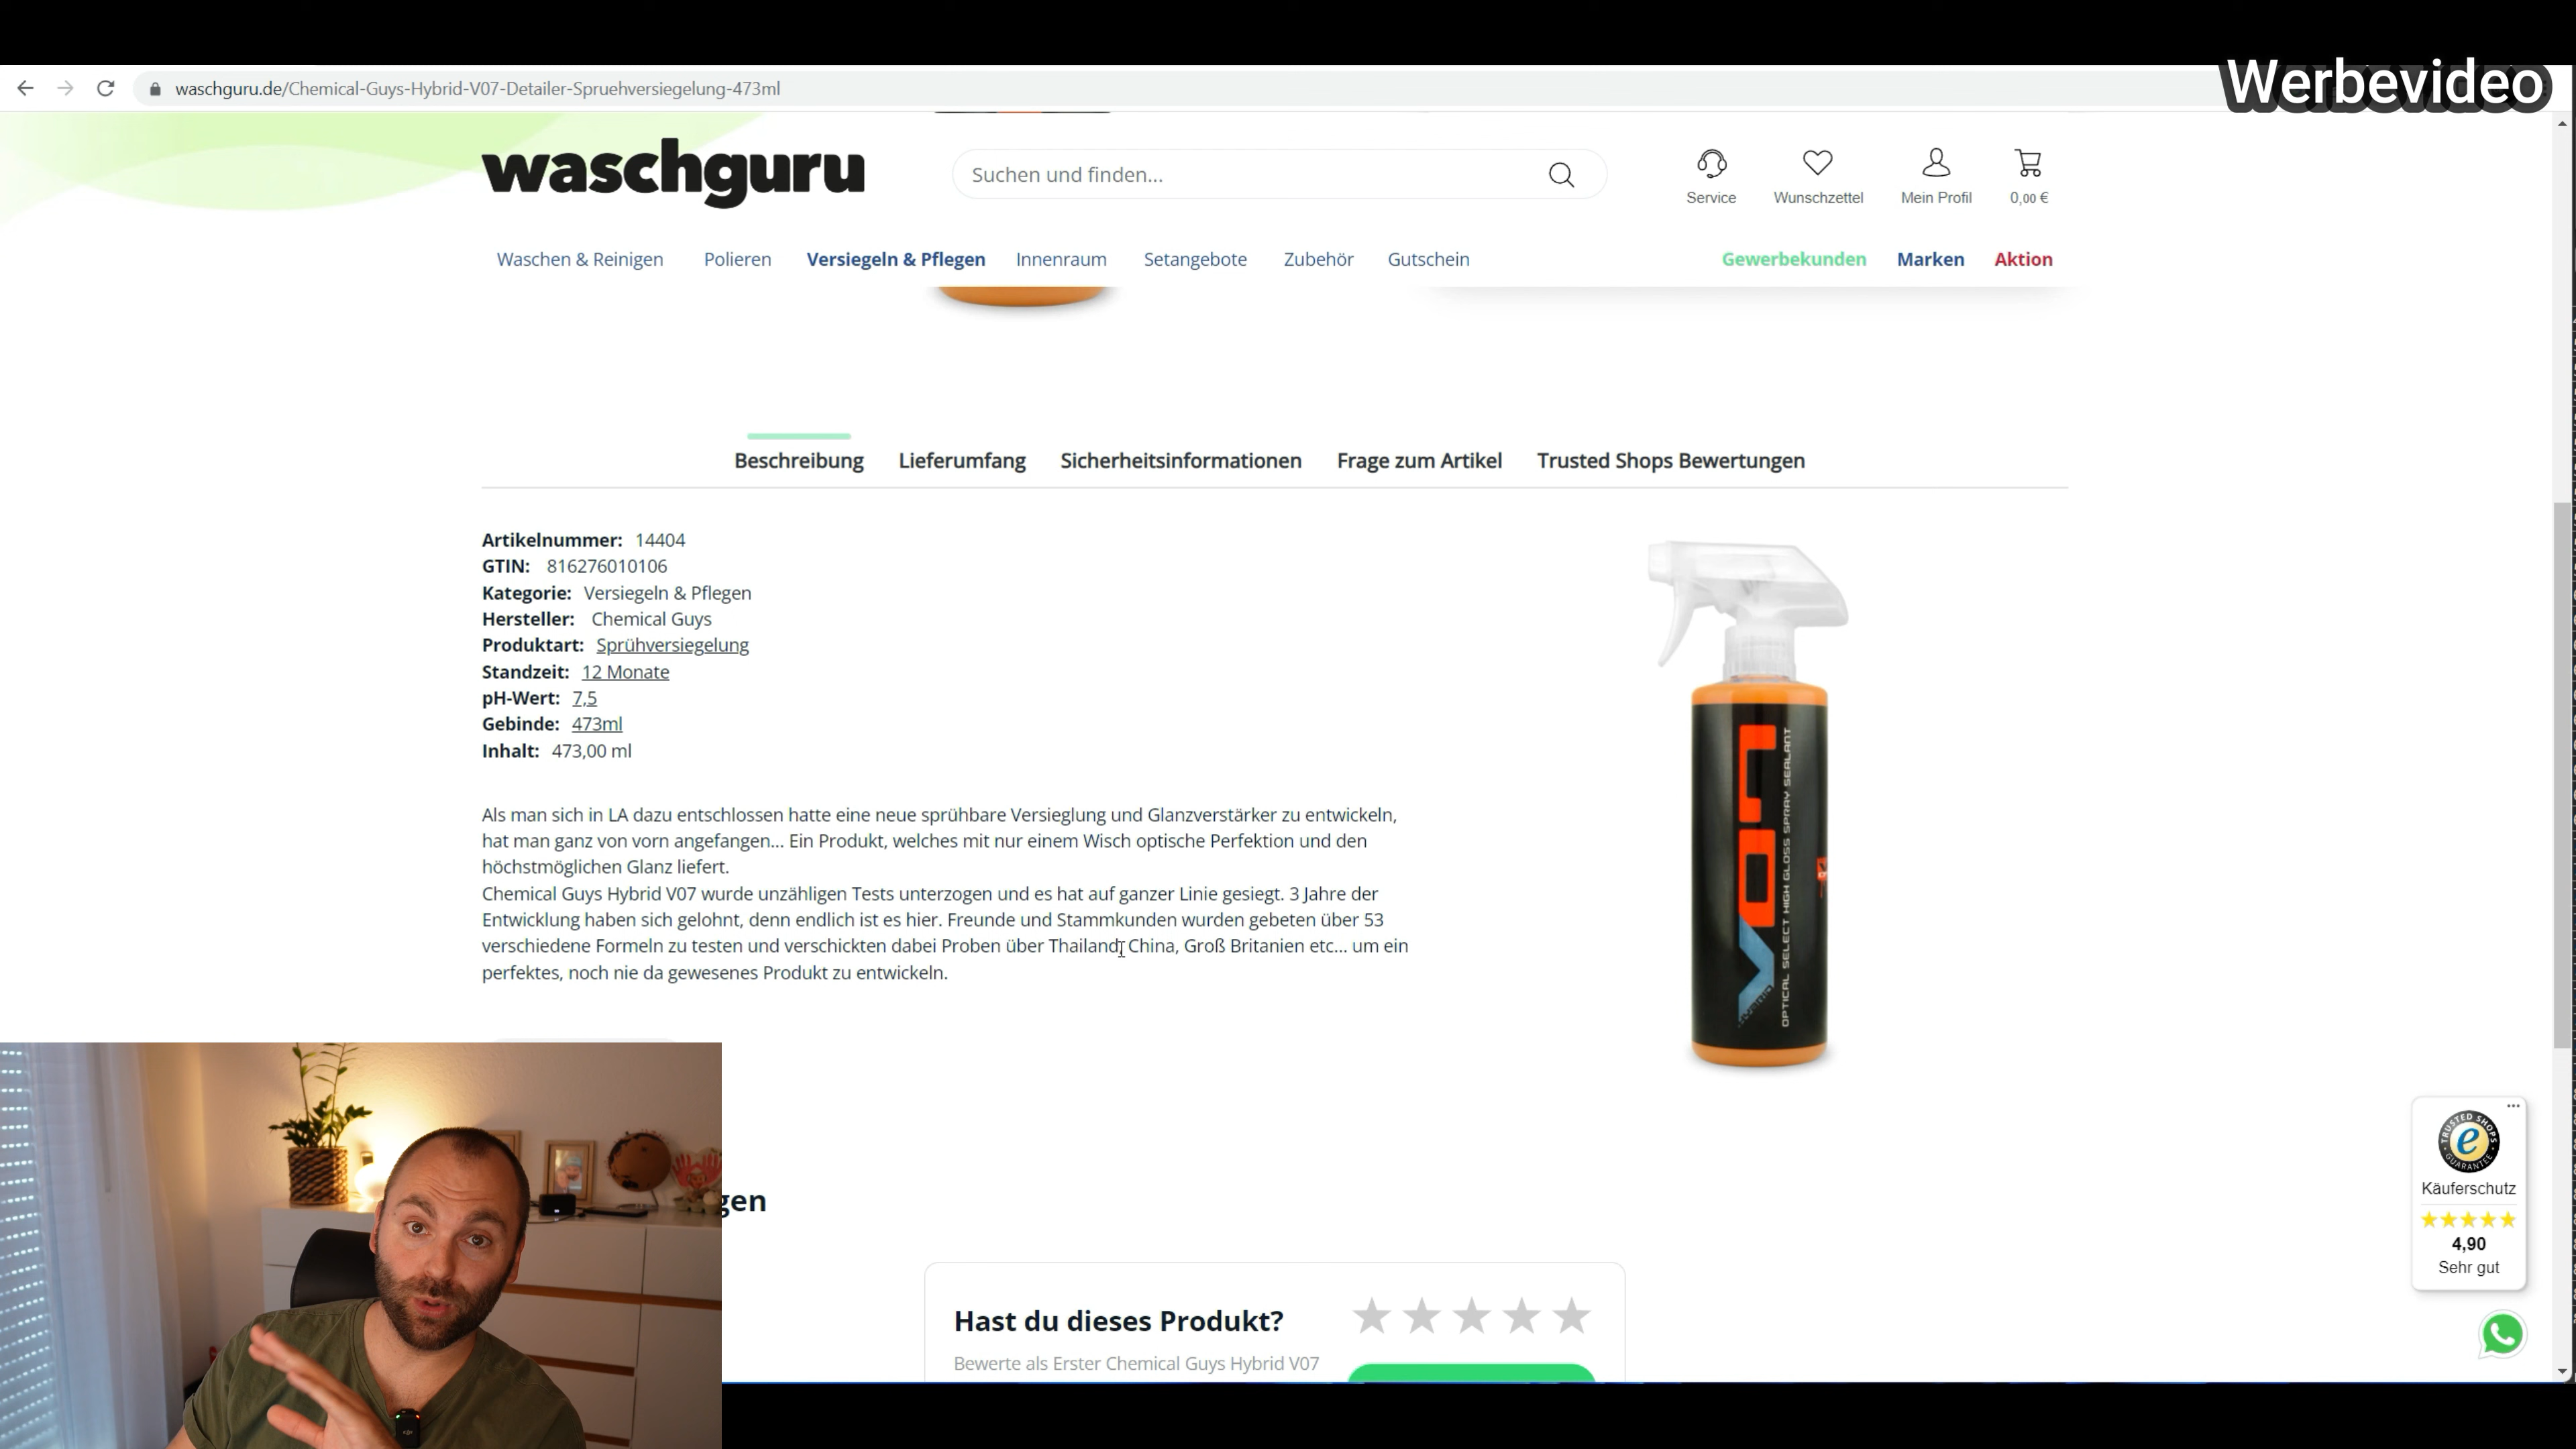 Werbevideo
waschguru.de/Chemical-Guys-Hybrid-V07-Detailer-Spruehversiegelung-473ml
waschguru
Suchen und finden...
Service
Wunschzettel
Mein Profil
0,00 €
Waschen & Reinigen
Polieren
Versiegeln & Pflegen
Innenraum
Setangebote
Zubehör
Gutschein
Gewerbekunden
Marken
Aktion
Beschreibung
Lieferumfang
Sicherheitsinformationen
Frage zum Artikel
Trusted Shops Bewertungen
Artikelnummer: 14404
GTIN: 816276010106
Kategorie: Versiegeln & Pflegen
Hersteller: Chemical Guys
Produktart: Sprühversiegelung
Standzeit: 12 Monate
pH-Wert: 7,5
Gebinde: 473ml
Inhalt: 473,00 ml
Als man sich in LA dazu entschlossen hatte eine neue sprühbare Versieglung und Glanzverstärker zu entwickeln,
hat man ganz von vorn angefangen... Ein Produkt, welches mit nur einem Wisch optische Perfektion und den
höchstmöglichen Glanz liefert.
Chemical Guys Hybrid V07 wurde unzähligen Tests unterzogen und es hat auf ganzer Linie gesiegt. 3 Jahre der
Entwicklung haben sich gelohnt, denn endlich ist es hier. Freunde und Stammkunden wurden gebeten über 53
verschiedene Formeln zu testen und verschickten dabei Proben über Thailand, China, Groß Britanien etc... um ein
perfektes, noch nie da gewesenes Produkt zu entwickeln.
V07
HYBRID
OPTICAL SELECT HIGH GLOSS SPRAY SEALANT
gen
Hast du dieses Produkt?
Bewerte als Erster Chemical Guys Hybrid V07
TRUSTED SHOPS
GUARANTEE
Käuferschutz
4,90
Sehr gut